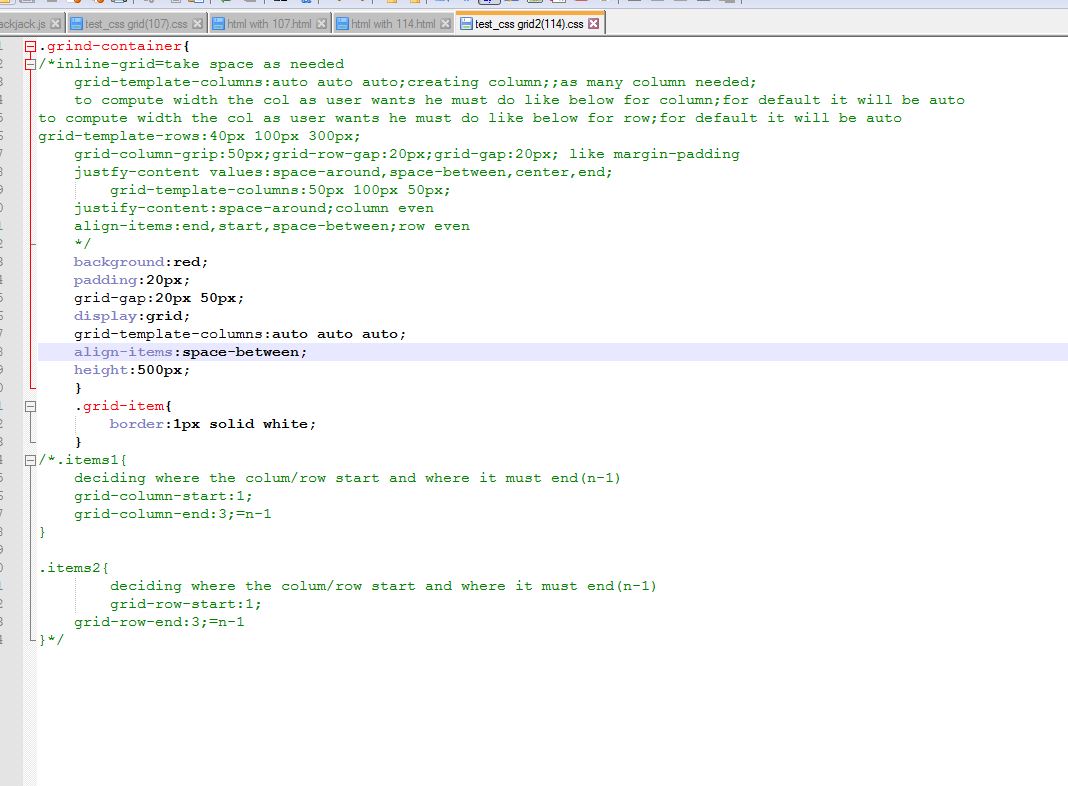 ackjack.js
test_css grid(107).css
html with 107.html
html with 114.html
test_css grid2(114).css
.grind-container{
/*inline-grid=take space as needed
grid-template-columns:auto auto auto;creating column;;as many column needed;
to compute width the col as user wants he must do like below for column;for default it will be auto
to compute width the col as user wants he must do like below for row;for default it will be auto
grid-template-rows:40px 100px 300px;
grid-column-grip:50px;grid-row-gap:20px;grid-gap:20px; like margin-padding
justfy-content values:space-around,space-between,center,end;
grid-template-columns:50px 100px 50px;
justify-content:space-around;column even
align-items:end,start,space-between;row even
*/
background:red;
padding:20px;
grid-gap:20px 50px;
display:grid;
grid-template-columns:auto auto auto;
align-items:space-between;
height:500px;
}
.grid-item{
border:1px solid white;
}
/*.items1{
deciding where the colum/row start and where it must end(n-1)
grid-column-start:1;
grid-column-end:3;=n-1
}
.items2{
deciding where the colum/row start and where it must end(n-1)
grid-row-start:1;
grid-row-end:3;=n-1
}*/